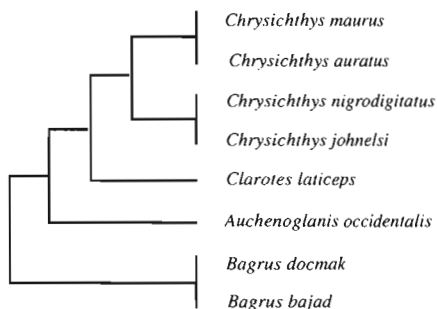 Chrysichthys maurus
Chrysichthys auratus
Chrysichthys nigrodigitatus
Chrysichthys johnelsi
Clarotes laticeps
Auchenoglanis occidentalis
Bagrus docmak
Bagrus bajad